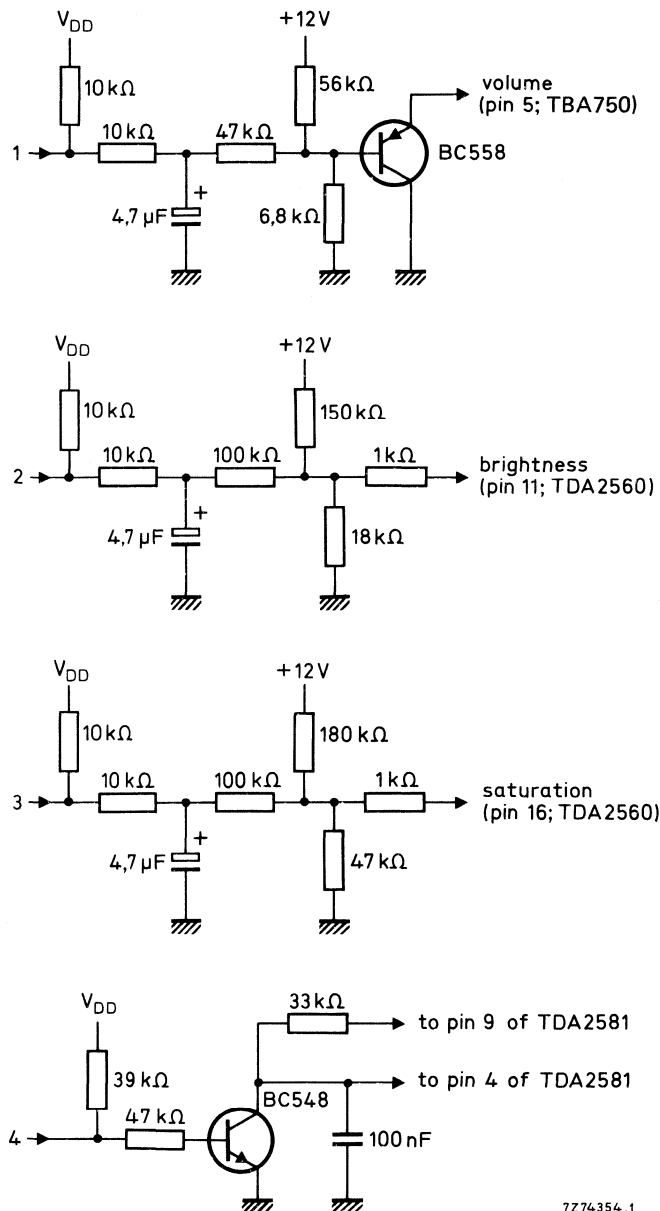 V_DD
+12V
10kΩ
56kΩ
volume
(pin 5; TBA750)
10kΩ
47kΩ
1
BC558
+
4,7µF
6,8kΩ
V_DD
+12V
10kΩ
150kΩ
10kΩ
100kΩ
1kΩ
2
brightness
(pin 11; TDA2560)
+
4,7µF
18kΩ
V_DD
+12V
10kΩ
180kΩ
10kΩ
100kΩ
1kΩ
3
saturation
(pin 16; TDA2560)
+
4,7µF
47kΩ
V_DD
33kΩ
to pin 9 of TDA2581
39kΩ
to pin 4 of TDA2581
BC548
47kΩ
4
100nF
7Z74354.1